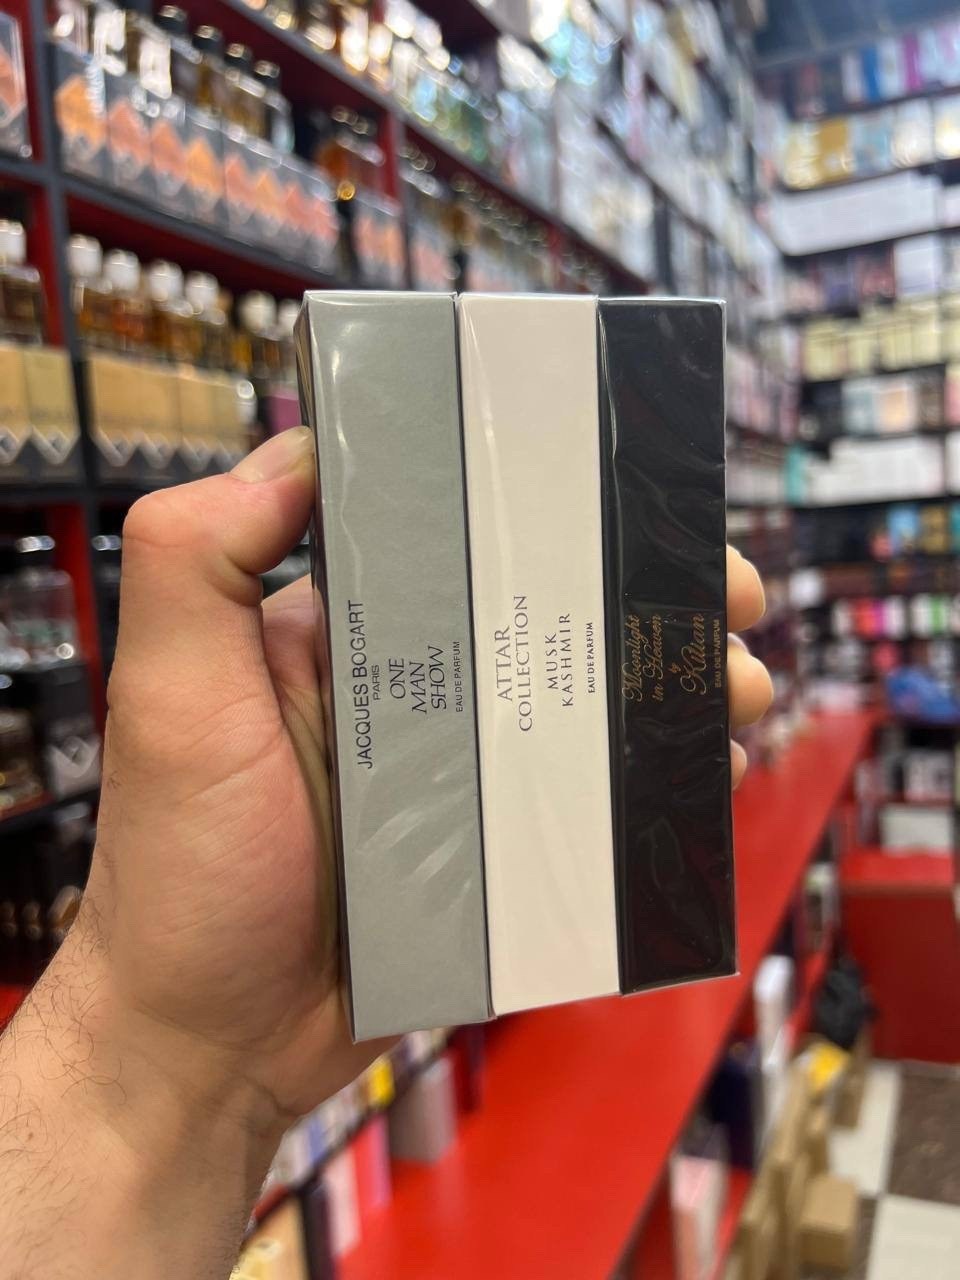 JACQUES BOGART
PARIS
ONE
MAN
SHOW
EAU DE PARFUM
ATTAR
COLLECTION
MUSK
KASHMIR
EAU DE PARFUM
Moonlight
in Heaven
by
Kilian
EAU DE PARFUM